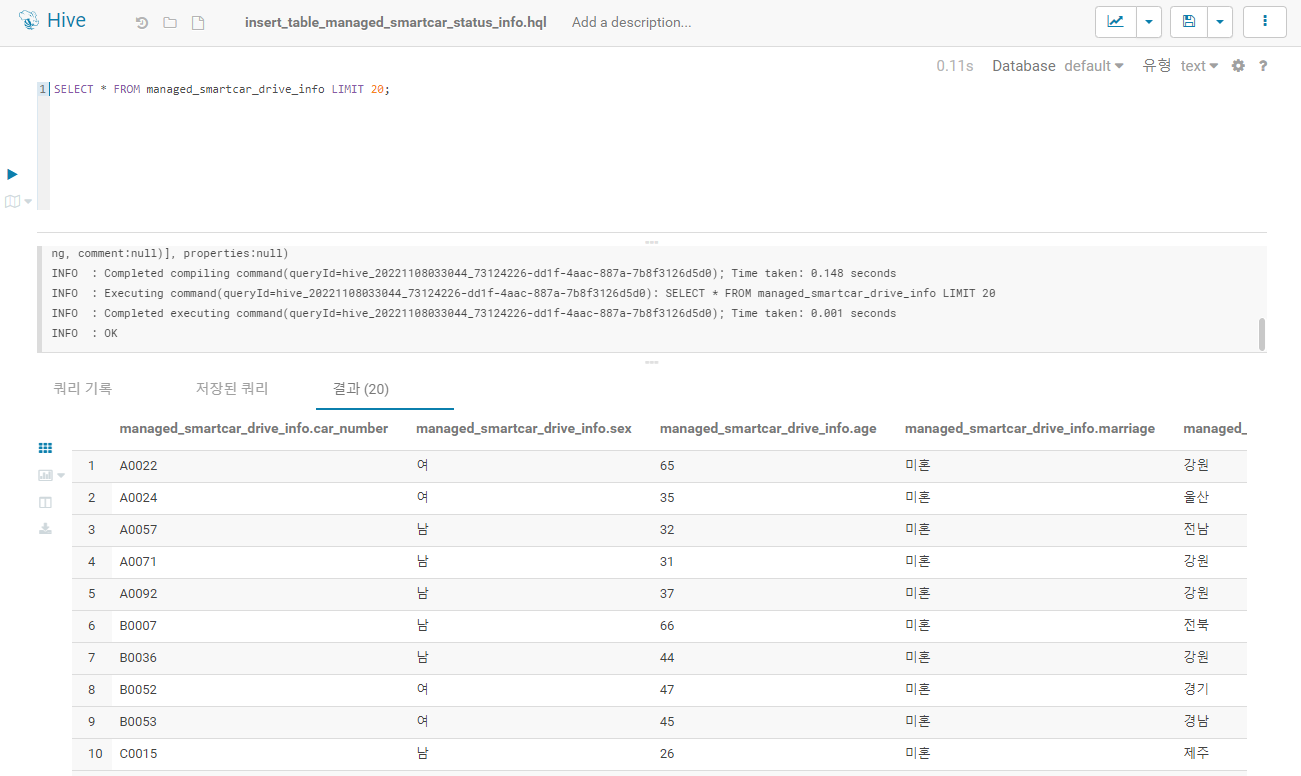 Hive insert_table_managed_smartcar_status_info.hql Add a description...
0.11s Database default 유형 text ?
1 SELECT * FROM managed_smartcar_drive_info LIMIT 20;
ng, comment:null)], properties:null)
INFO : Completed compiling command(queryId=hive_20221108033044_73124226-dd1f-4aac-887a-7b8f3126d5d0); Time taken: 0.148 seconds
INFO : Executing command(queryId=hive_20221108033044_73124226-dd1f-4aac-887a-7b8f3126d5d0): SELECT * FROM managed_smartcar_drive_info LIMIT 20
INFO : Completed executing command(queryId=hive_20221108033044_73124226-dd1f-4aac-887a-7b8f3126d5d0); Time taken: 0.001 seconds
INFO : OK
쿼리 기록 저장된 쿼리 결과 (20)
managed_smartcar_drive_info.car_number managed_smartcar_drive_info.sex managed_smartcar_drive_info.age managed_smartcar_drive_info.marriage managed_
1 A0022 여 65 미혼 강원
2 A0024 여 35 미혼 울산
3 A0057 남 32 미혼 전남
4 A0071 남 31 미혼 강원
5 A0092 남 37 미혼 강원
6 B0007 남 66 미혼 전북
7 B0036 남 44 미혼 강원
8 B0052 여 47 미혼 경기
9 B0053 여 45 미혼 경남
10 C0015 남 26 미혼 제주